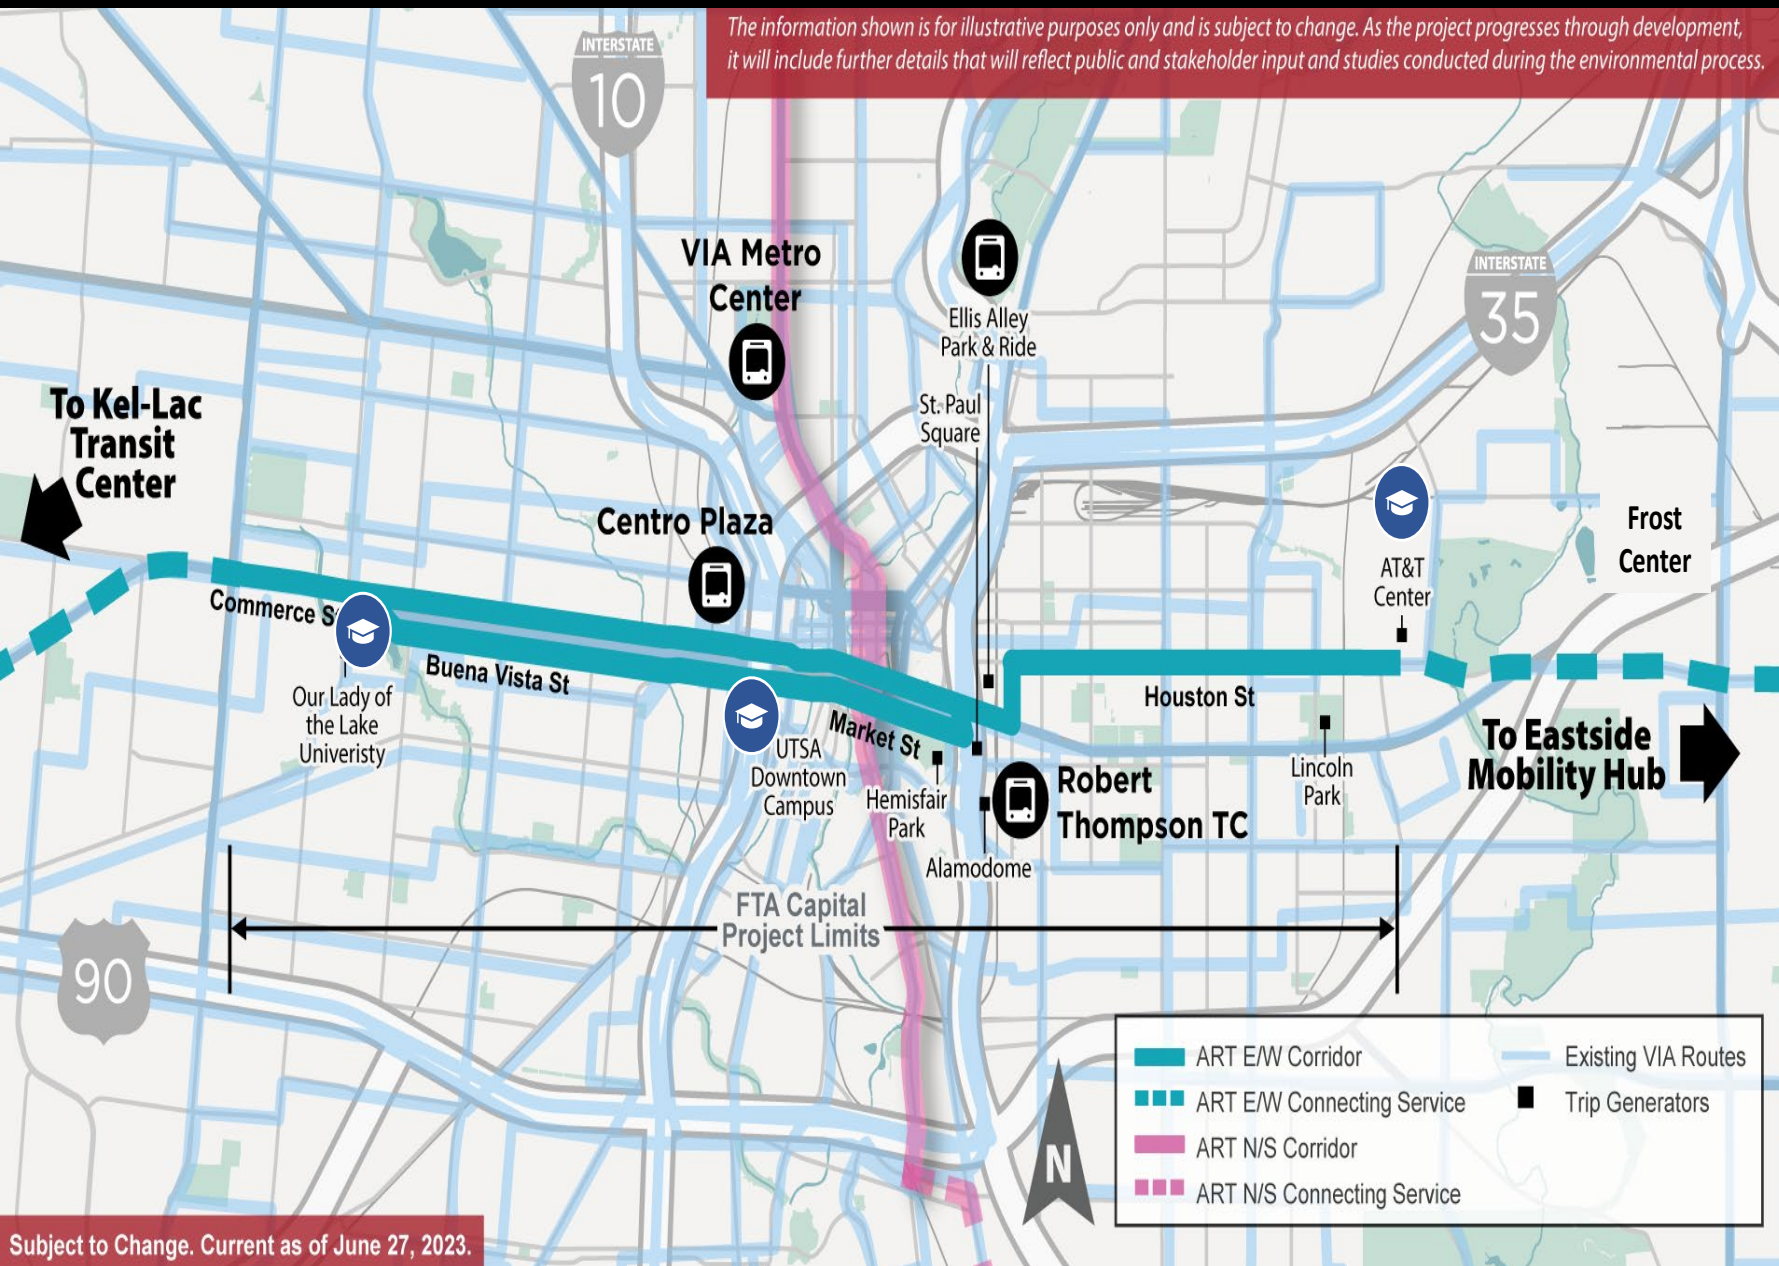 The information shown is for illustrative purposes only and is subject to change. As the project progresses through development,
it will include further details that will reflect public and stakeholder input and studies conducted during the environmental process.
INTERSTATE
10
VIA Metro
Center
Ellis Alley
Park & Ride
INTERSTATE
35
St. Paul
Square
To Kel-Lac
Transit
Center
Centro Plaza
Frost
Center
AT&T
Center
Commerce St
Buena Vista St
Our Lady of
the Lake
Univeristy
Market St
UTSA
Downtown
Campus
Hemisfair
Park
Houston St
Lincoln
Park
To Eastside
Mobility Hub
Robert
Thompson TC
Alamodome
FTA Capital
Project Limits
90
N
ART E/W Corridor
ART E/W Connecting Service
ART N/S Corridor
ART N/S Connecting Service
Existing VIA Routes
Trip Generators
Subject to Change. Current as of June 27, 2023.